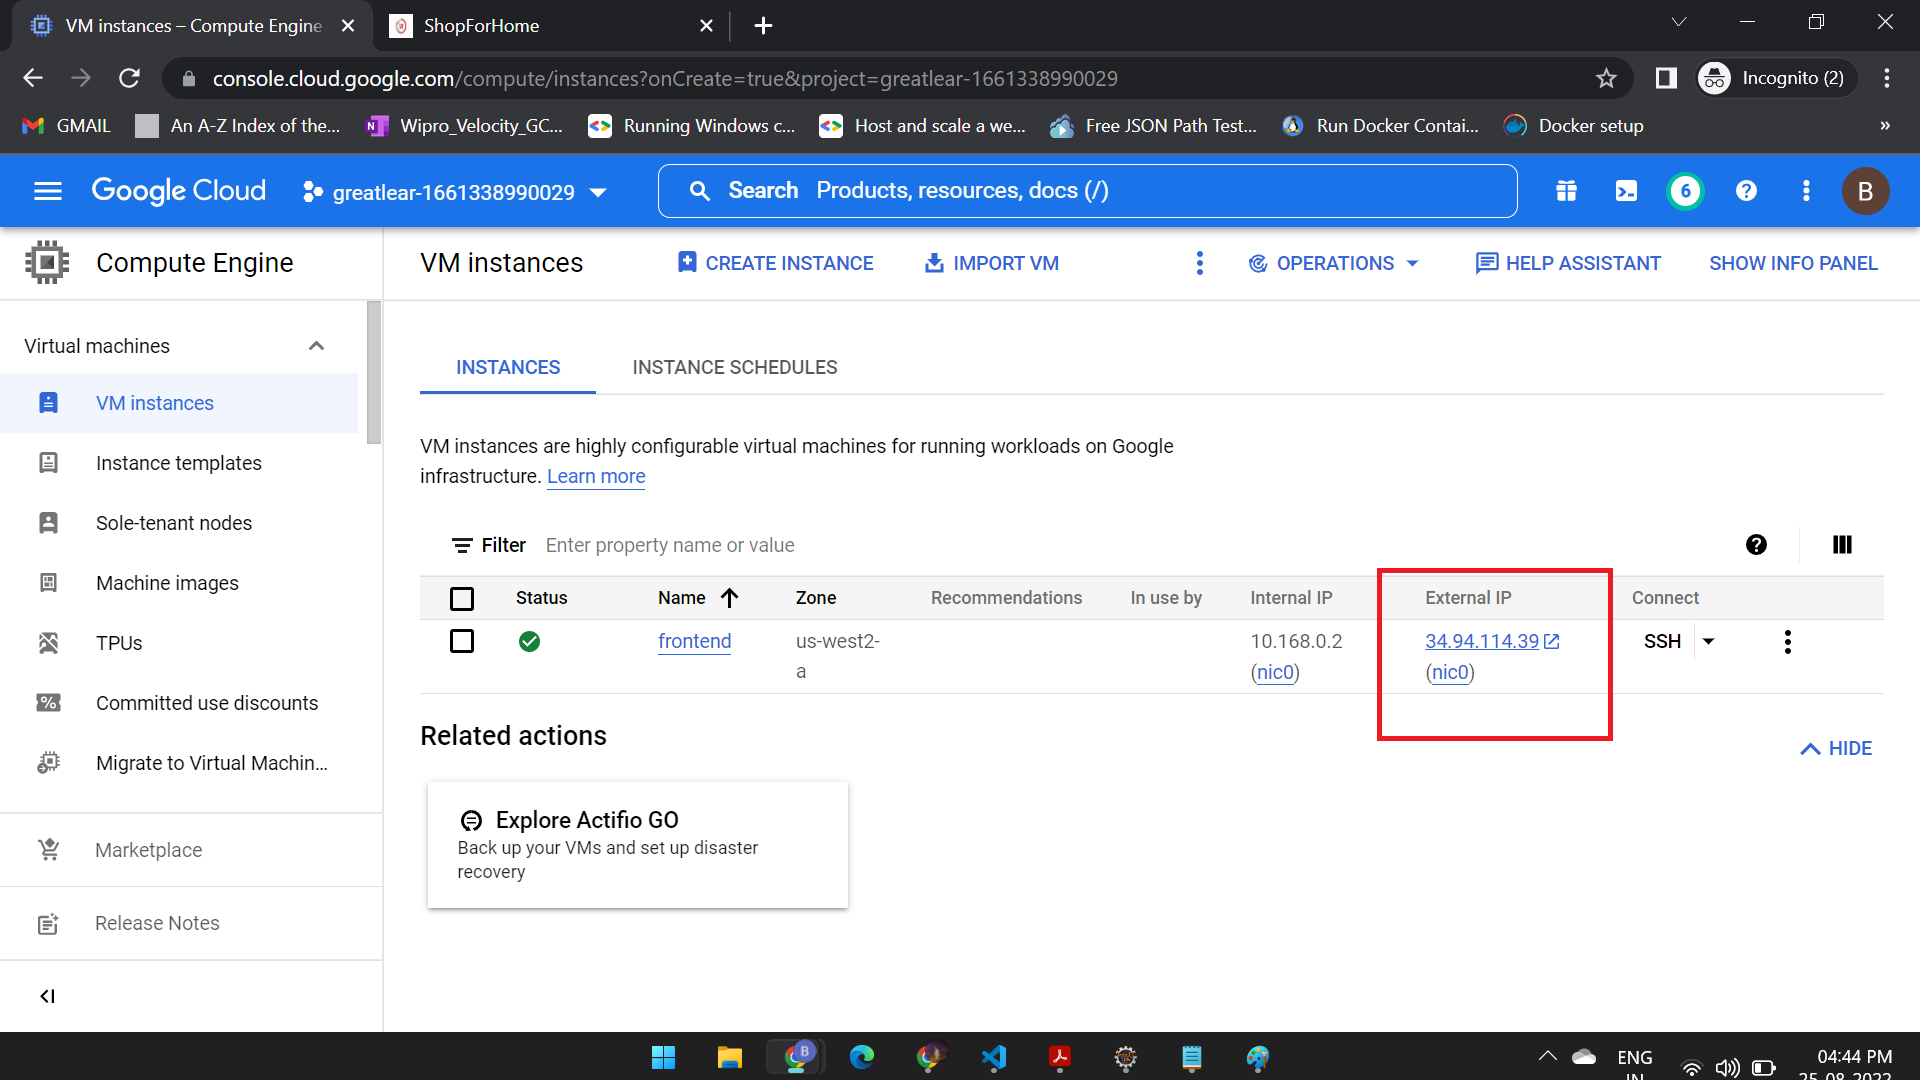 VM instances – Compute Engine
ShopForHome
console.cloud.google.com/compute/instances?onCreate=true&project=greatlear-1661338990029
Incognito (2)
GMAIL
An A-Z Index of the...
Wipro_Velocity_GC...
Running Windows c...
Host and scale a we...
Free JSON Path Test...
Run Docker Contai...
Docker setup
»
Google Cloud
greatlear-1661338990029
Search Products, resources, docs (/)
6
B
Compute Engine
VM instances
CREATE INSTANCE
IMPORT VM
OPERATIONS
HELP ASSISTANT
SHOW INFO PANEL
Virtual machines
VM instances
Instance templates
Sole-tenant nodes
Machine images
TPUs
Committed use discounts
Migrate to Virtual Machin...
Marketplace
Release Notes
INSTANCES
INSTANCE SCHEDULES
VM instances are highly configurable virtual machines for running workloads on Google
infrastructure. Learn more
Filter Enter property name or value
Status Name Zone Recommendations In use by Internal IP External IP Connect
frontend us-west2- 10.168.0.2 34.94.114.39 SSH
a (nic0) (nic0)
Related actions
HIDE
Explore Actifio GO
Back up your VMs and set up disaster
recovery
ENG
IN
04:44 PM
25-08-2022